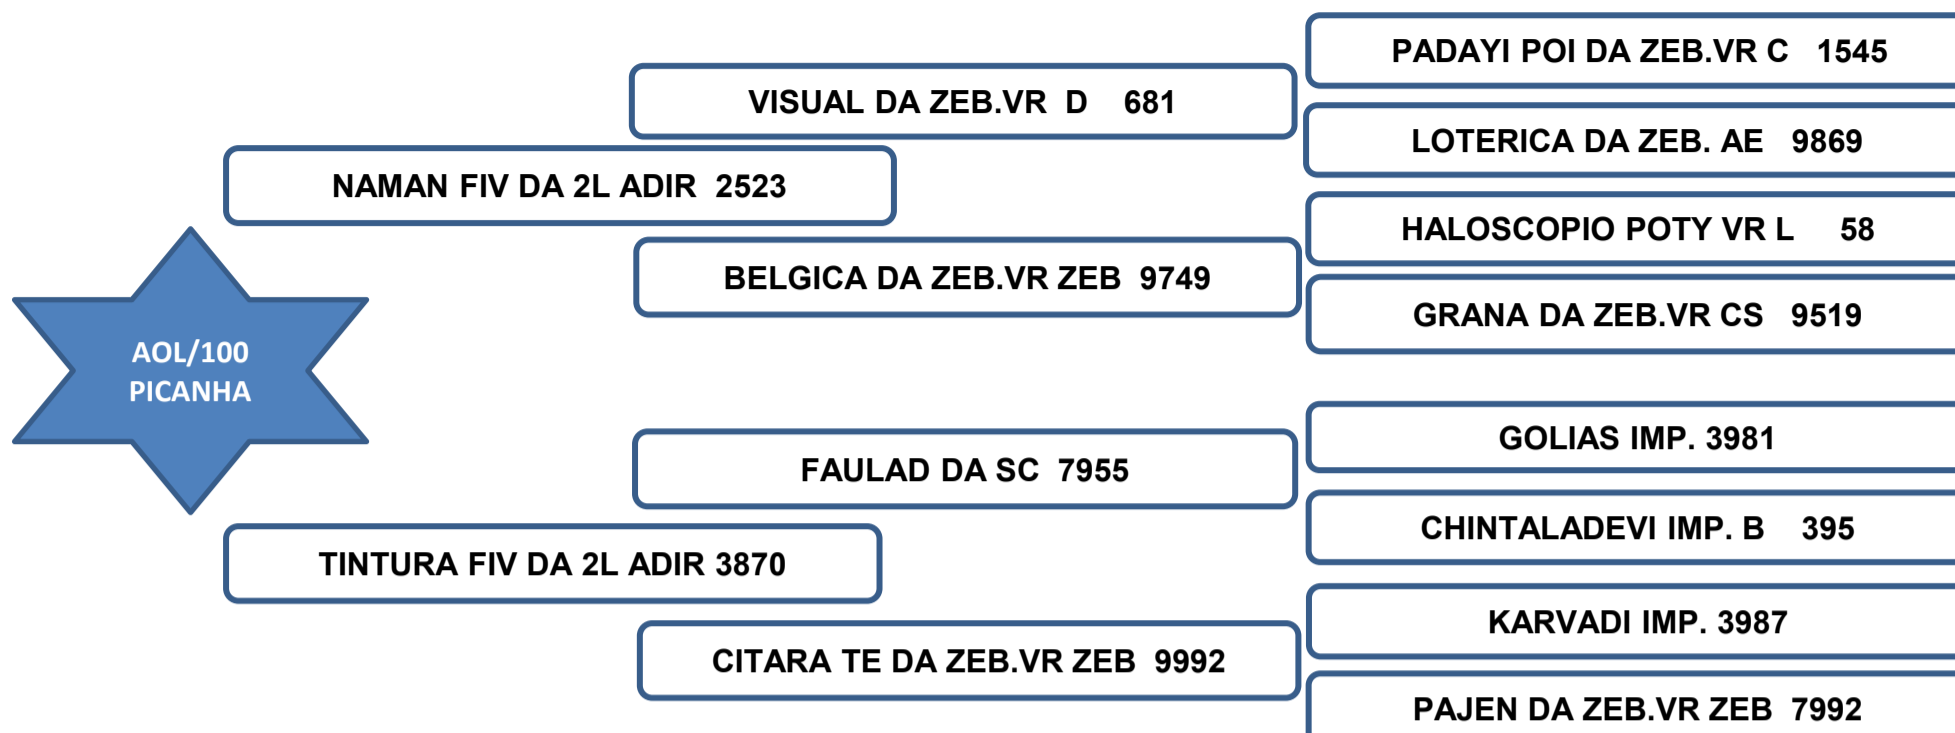 PADAYI POI DA ZEB.VR C 1545
VISUAL DA ZEB.VR D 681
LOTERICA DA ZEB. AE 9869
NAMAN FIV DA 2L ADIR 2523
HALOSCOPIO POTY VR L 58
BELGICA DA ZEB.VR ZEB 9749
GRANA DA ZEB.VR CS 9519
AOL/100
PICANHA
GOLIAS IMP. 3981
FAULAD DA SC 7955
CHINTALADEVI IMP. B 395
TINTURA FIV DA 2L ADIR 3870
KARVADI IMP. 3987
CITARA TE DA ZEB.VR ZEB 9992
PAJEN DA ZEB.VR ZEB 7992